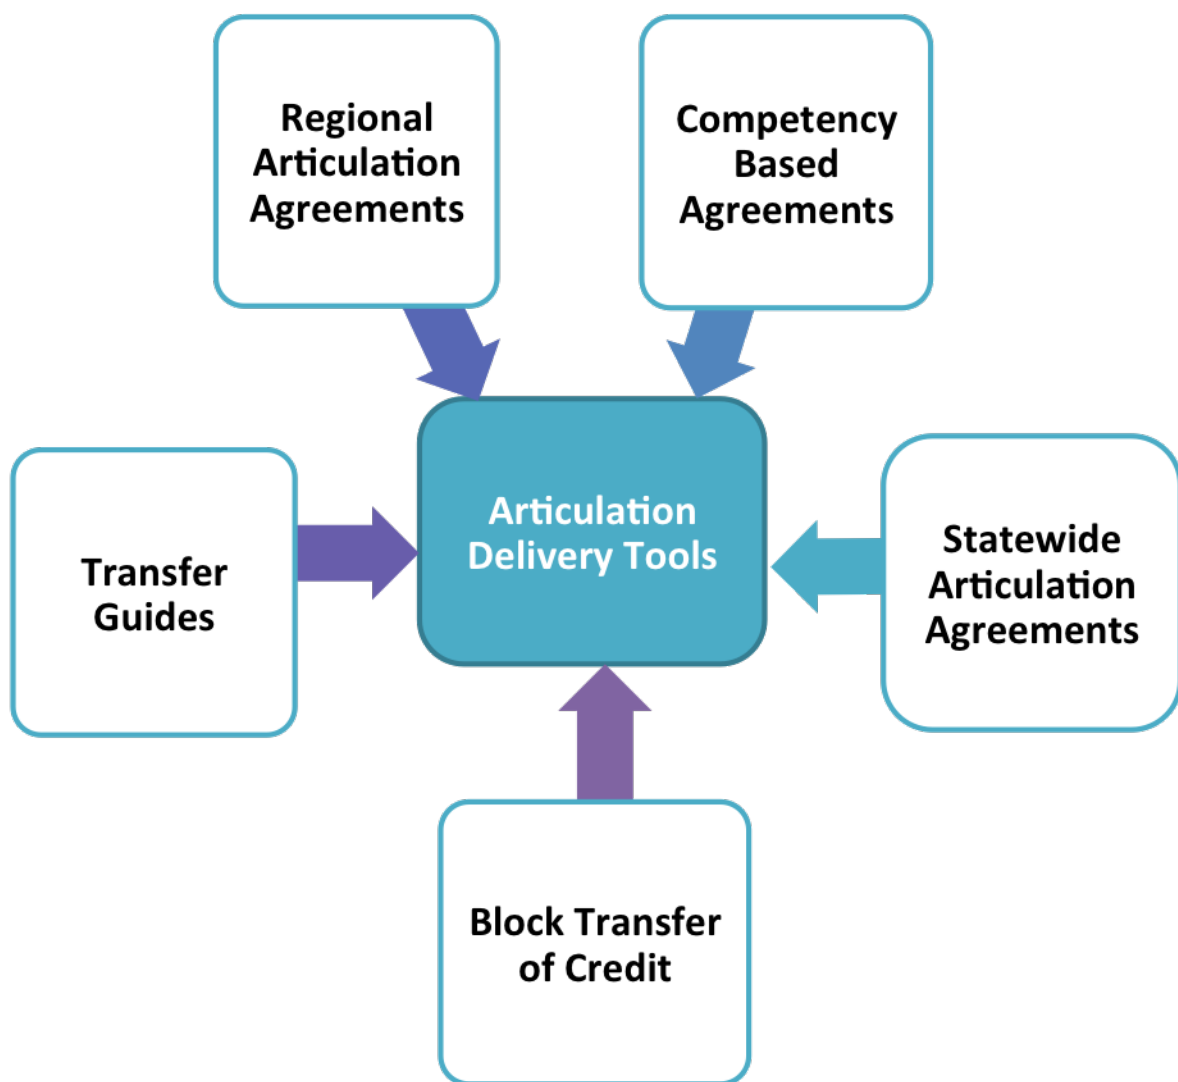 Regional
Articulation
Agreements
Competency
Based
Agreements
Articulation
Delivery Tools
Transfer
Guides
Statewide
Articulation
Agreements
Block Transfer
of Credit